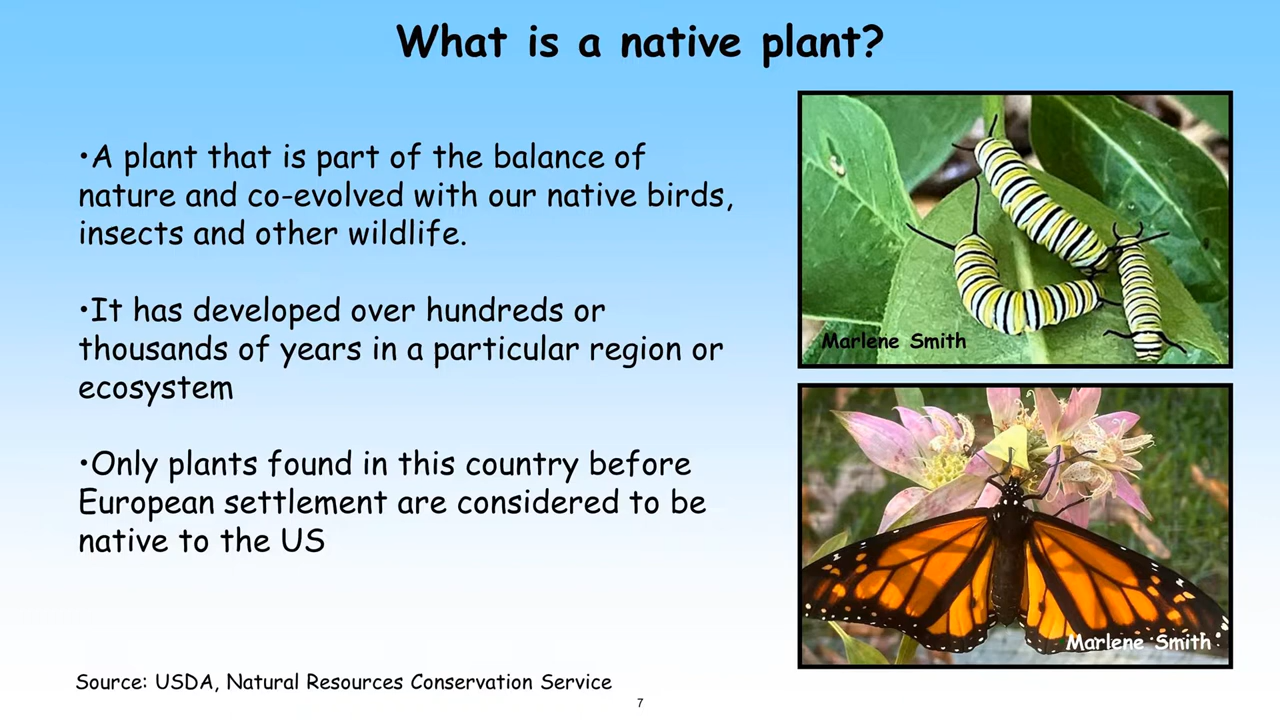 What is a native plant?
•A plant that is part of the balance of
nature and co-evolved with our native birds,
insects and other wildlife.
•It has developed over hundreds or
thousands of years in a particular region or
ecosystem
•Only plants found in this country before
European settlement are considered to be
native to the US
Marlene Smith
Marlene Smith
Source: USDA, Natural Resources Conservation Service
7